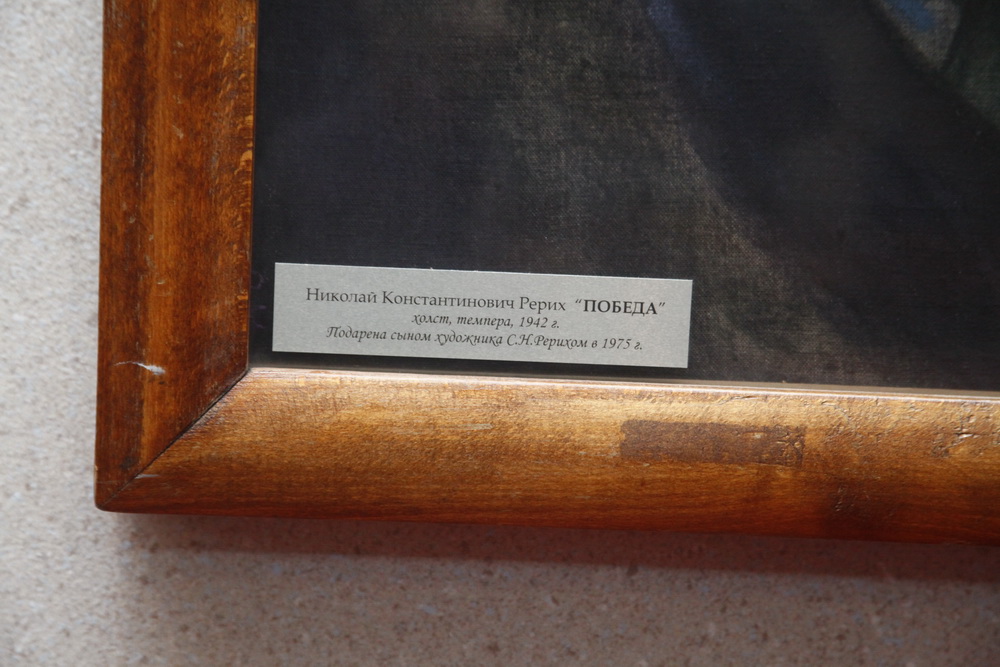 Николай Константинович Рерих "ПОБЕДА"
холст, темпера, 1942 г.
Подарена сыном художника С.Н.Рерихом в 1975 г.